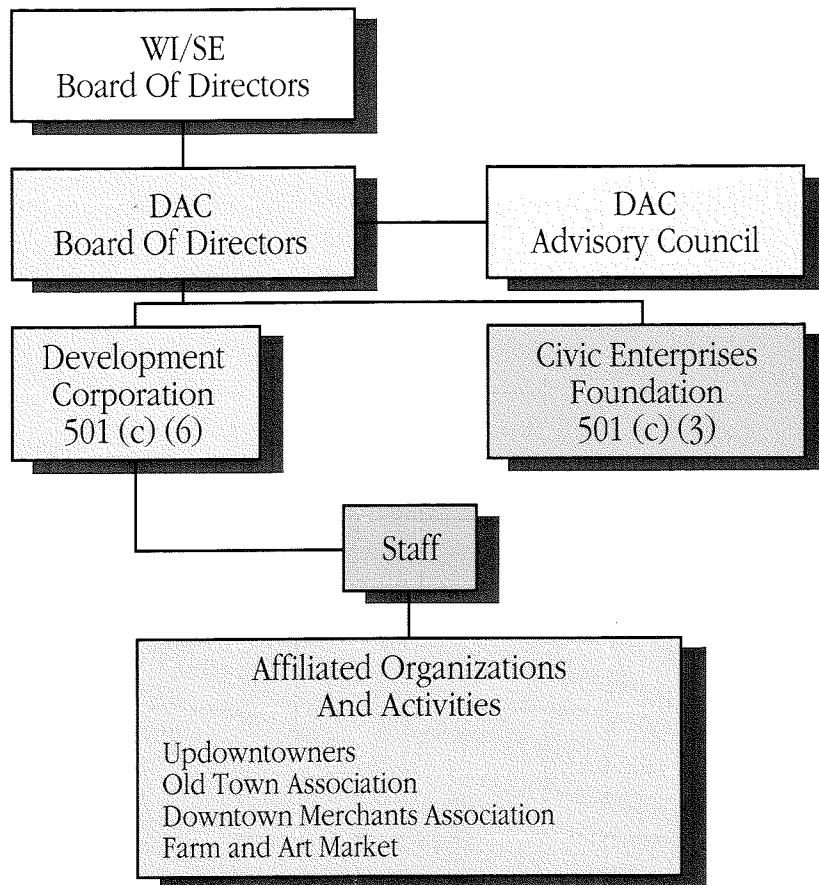 WI/SE
Board Of Directors
DAC
Board Of Directors
DAC
Advisory Council
Development
Corporation
501 (c) (6)
Civic Enterprises
Foundation
501 (c) (3)
Staff
Affiliated Organizations
And Activities
Updowntowners
Old Town Association
Downtown Merchants Association
Farm and Art Market